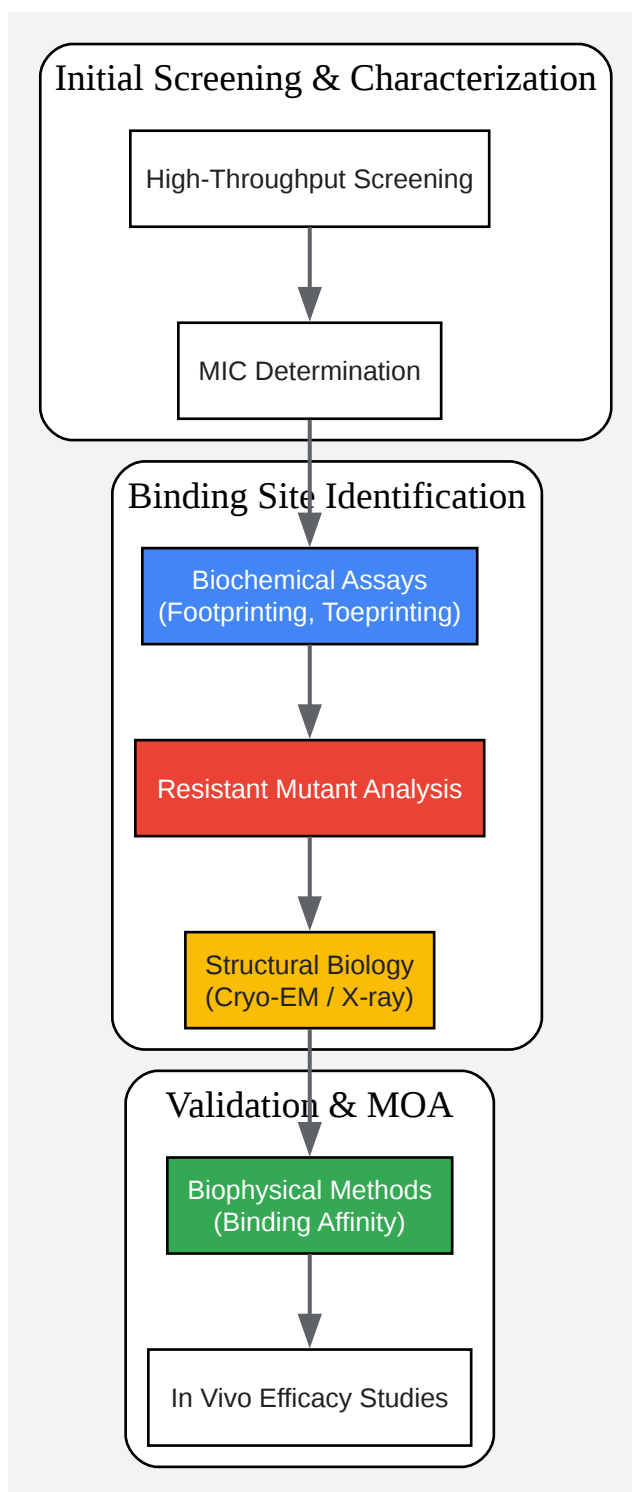 Initial Screening & Characterization
High-Throughput Screening
MIC Determination
Binding Site Identification
Biochemical Assays
(Footprinting, Toeprinting)
Resistant Mutant Analysis
Structural Biology
(Cryo-EM / X-ray)
Validation & MOA
Biophysical Methods
(Binding Affinity)
In Vivo Efficacy Studies